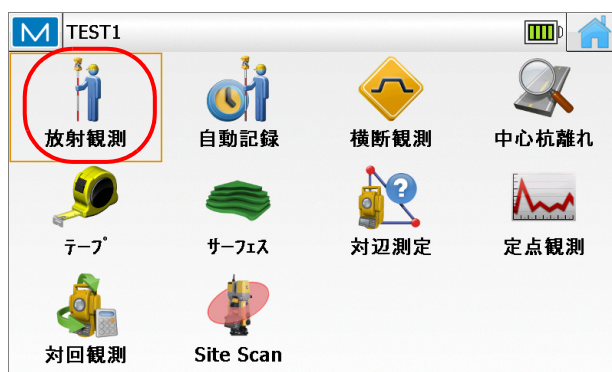 TEST1
放射観測
自動記録
横断観測
中心杭離れ
テープ
サーフェス
対辺測定
定点観測
対回観測
Site Scan